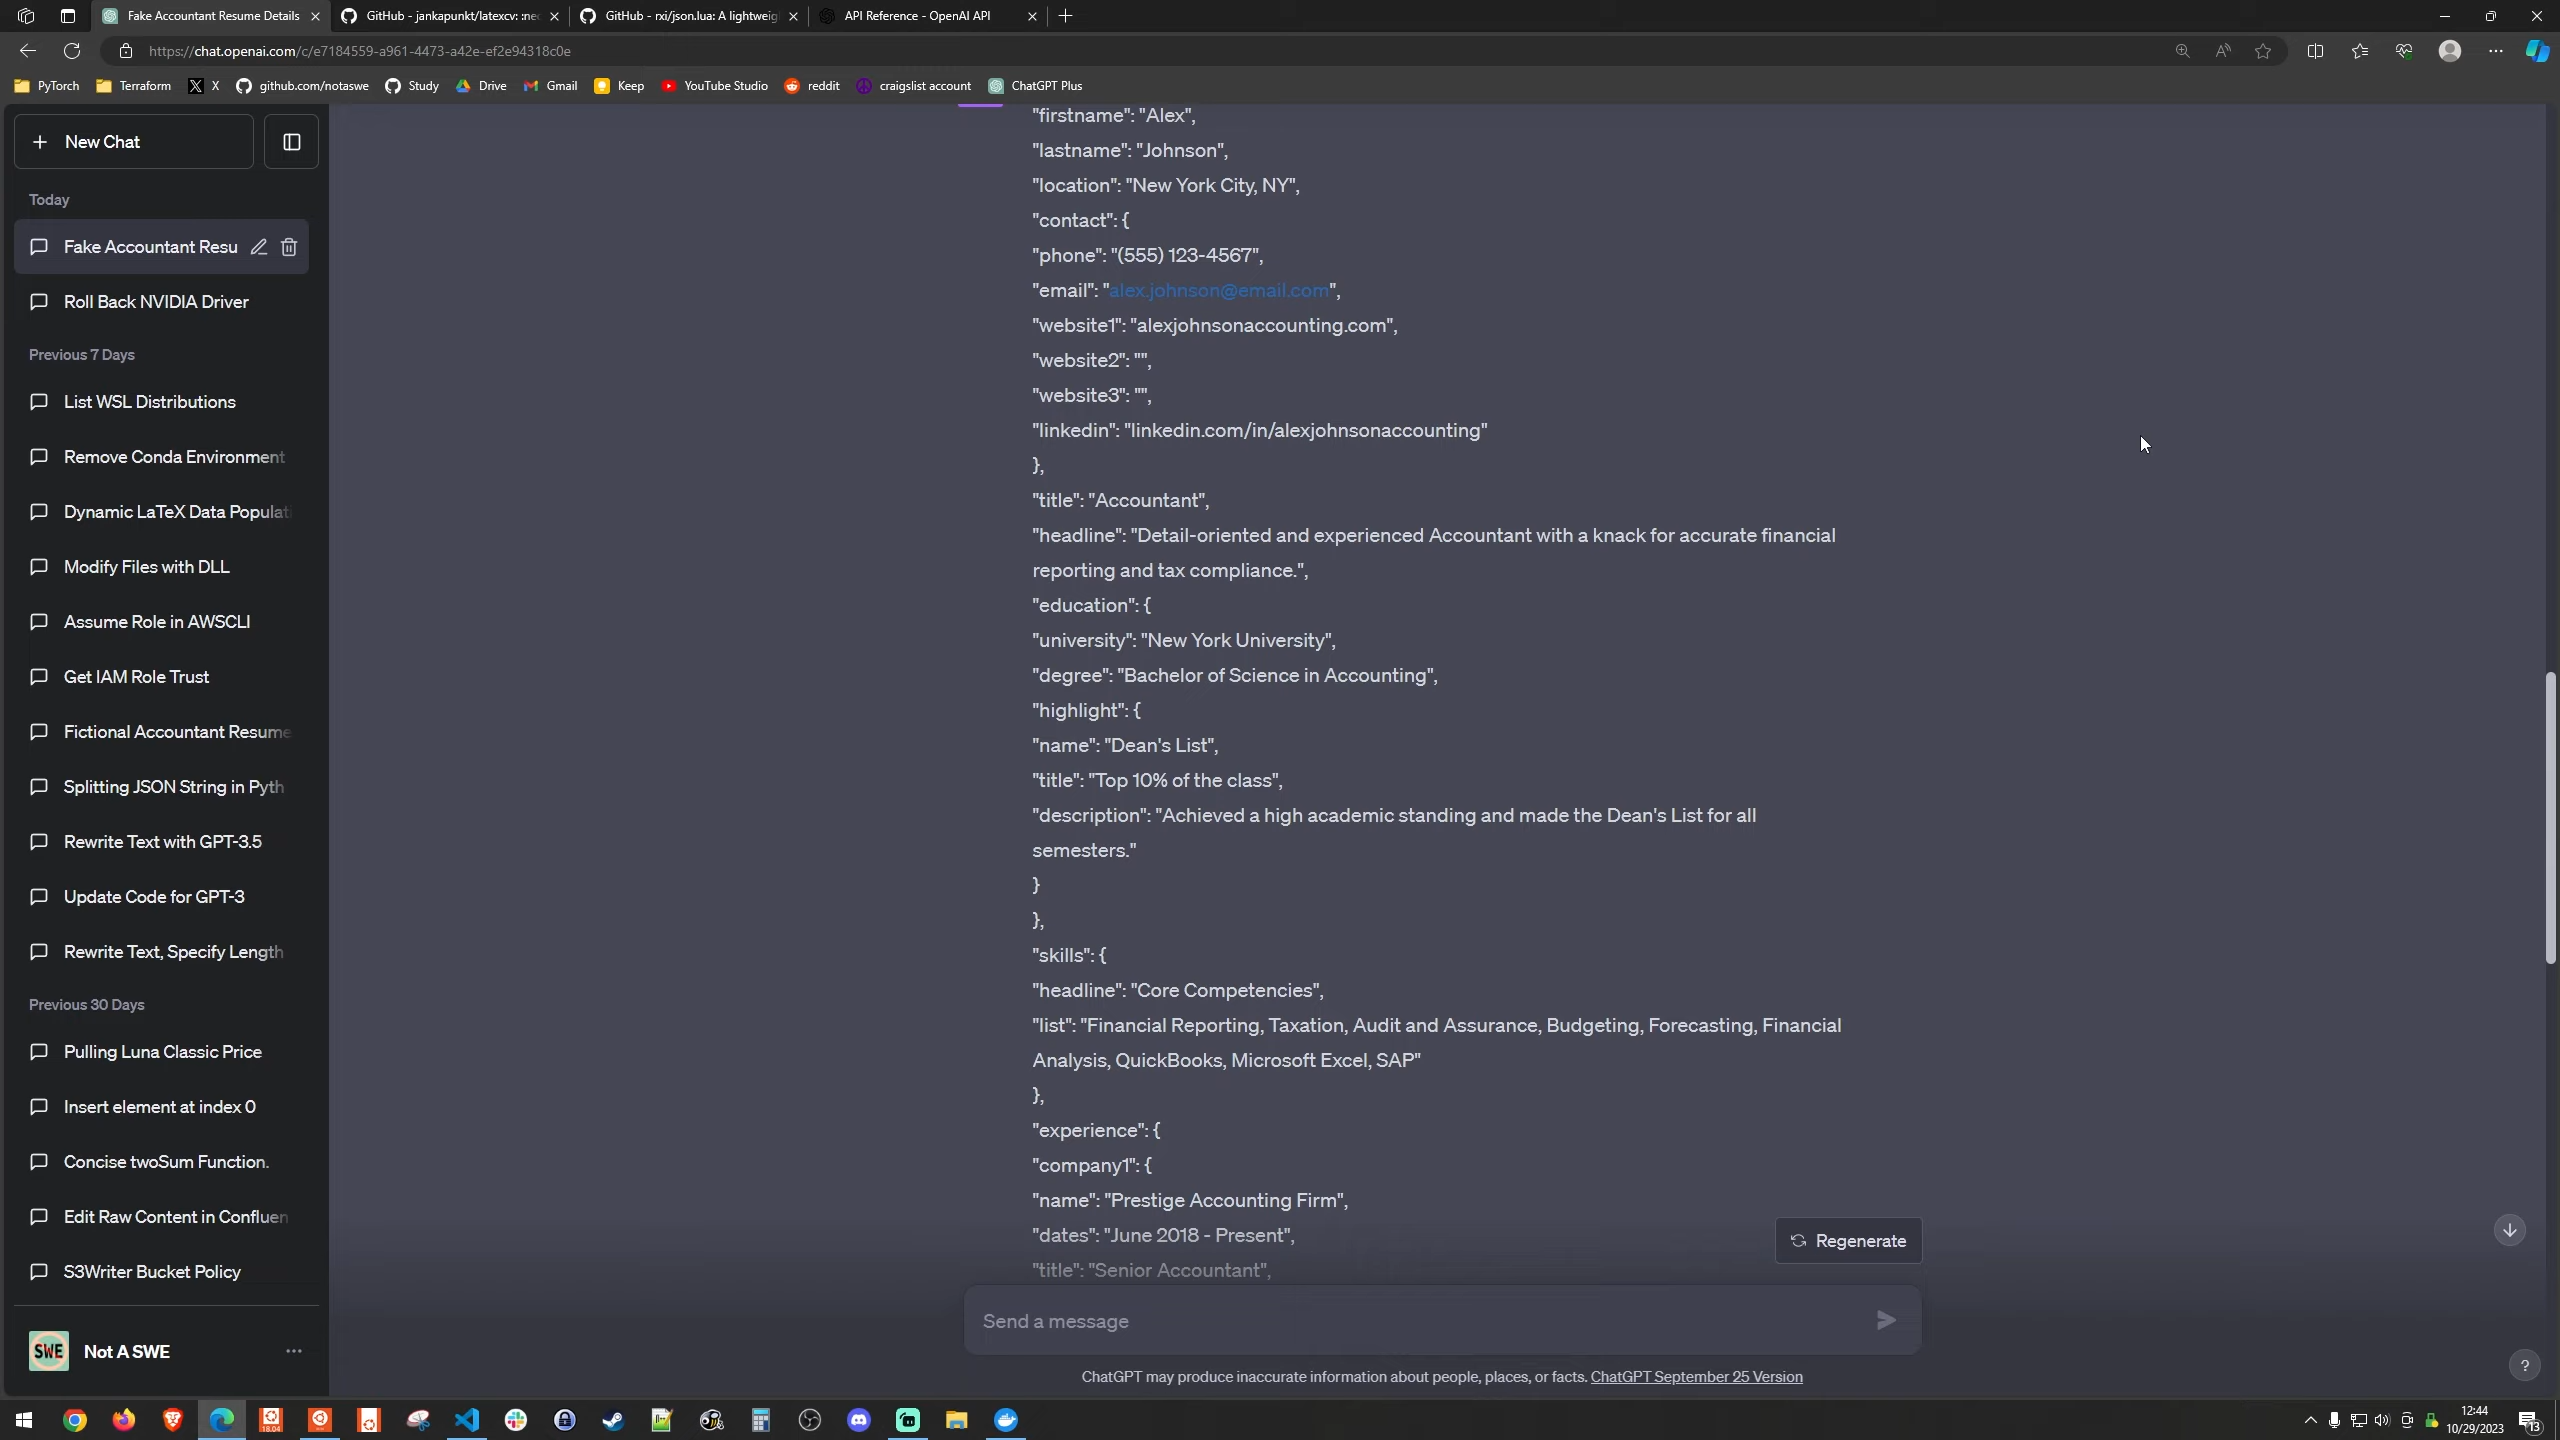 Fake Accountant Resume Details
GitHub - jankapunkt/latexcv: :nec
GitHub - rxi/json.lua: A lightweig
API Reference - OpenAI API
https://chat.openai.com/c/e7184559-a961-4473-a42e-ef2e94318c0e
PyTorch
Terraform
X
github.com/notaswe
Study
Drive
Gmail
Keep
YouTube Studio
reddit
craigslist account
ChatGPT Plus
New Chat
Today
Fake Accountant Resu
Roll Back NVIDIA Driver
Previous 7 Days
List WSL Distributions
Remove Conda Environment
Dynamic LaTeX Data Populati
Modify Files with DLL
Assume Role in AWSCLI
Get IAM Role Trust
Fictional Accountant Resume
Splitting JSON String in Pyth
Rewrite Text with GPT-3.5
Update Code for GPT-3
Rewrite Text, Specify Length
Previous 30 Days
Pulling Luna Classic Price
Insert element at index 0
Concise twoSum Function.
Edit Raw Content in Confluen
S3Writer Bucket Policy
SWE
Not A SWE
"firstname": "Alex",
"lastname": "Johnson",
"location": "New York City, NY",
"contact": {
"phone": "(555) 123-4567",
"email": "alex.johnson@email.com",
"website1": "alexjohnsonaccounting.com",
"website2": "",
"website3": "",
"linkedin": "linkedin.com/in/alexjohnsonaccounting"
},
"title": "Accountant",
"headline": "Detail-oriented and experienced Accountant with a knack for accurate financial
reporting and tax compliance.",
"education": {
"university": "New York University",
"degree": "Bachelor of Science in Accounting",
"highlight": {
"name": "Dean's List",
"title": "Top 10% of the class",
"description": "Achieved a high academic standing and made the Dean's List for all
semesters."
}
},
"skills": {
"headline": "Core Competencies",
"list": "Financial Reporting, Taxation, Audit and Assurance, Budgeting, Forecasting, Financial
Analysis, QuickBooks, Microsoft Excel, SAP"
},
"experience": {
"company1": {
"name": "Prestige Accounting Firm",
"dates": "June 2018 - Present",
"title": "Senior Accountant",
Regenerate
Send a message
ChatGPT may produce inaccurate information about people, places, or facts. ChatGPT September 25 Version
?
18.04
12:44
10/29/2023
13